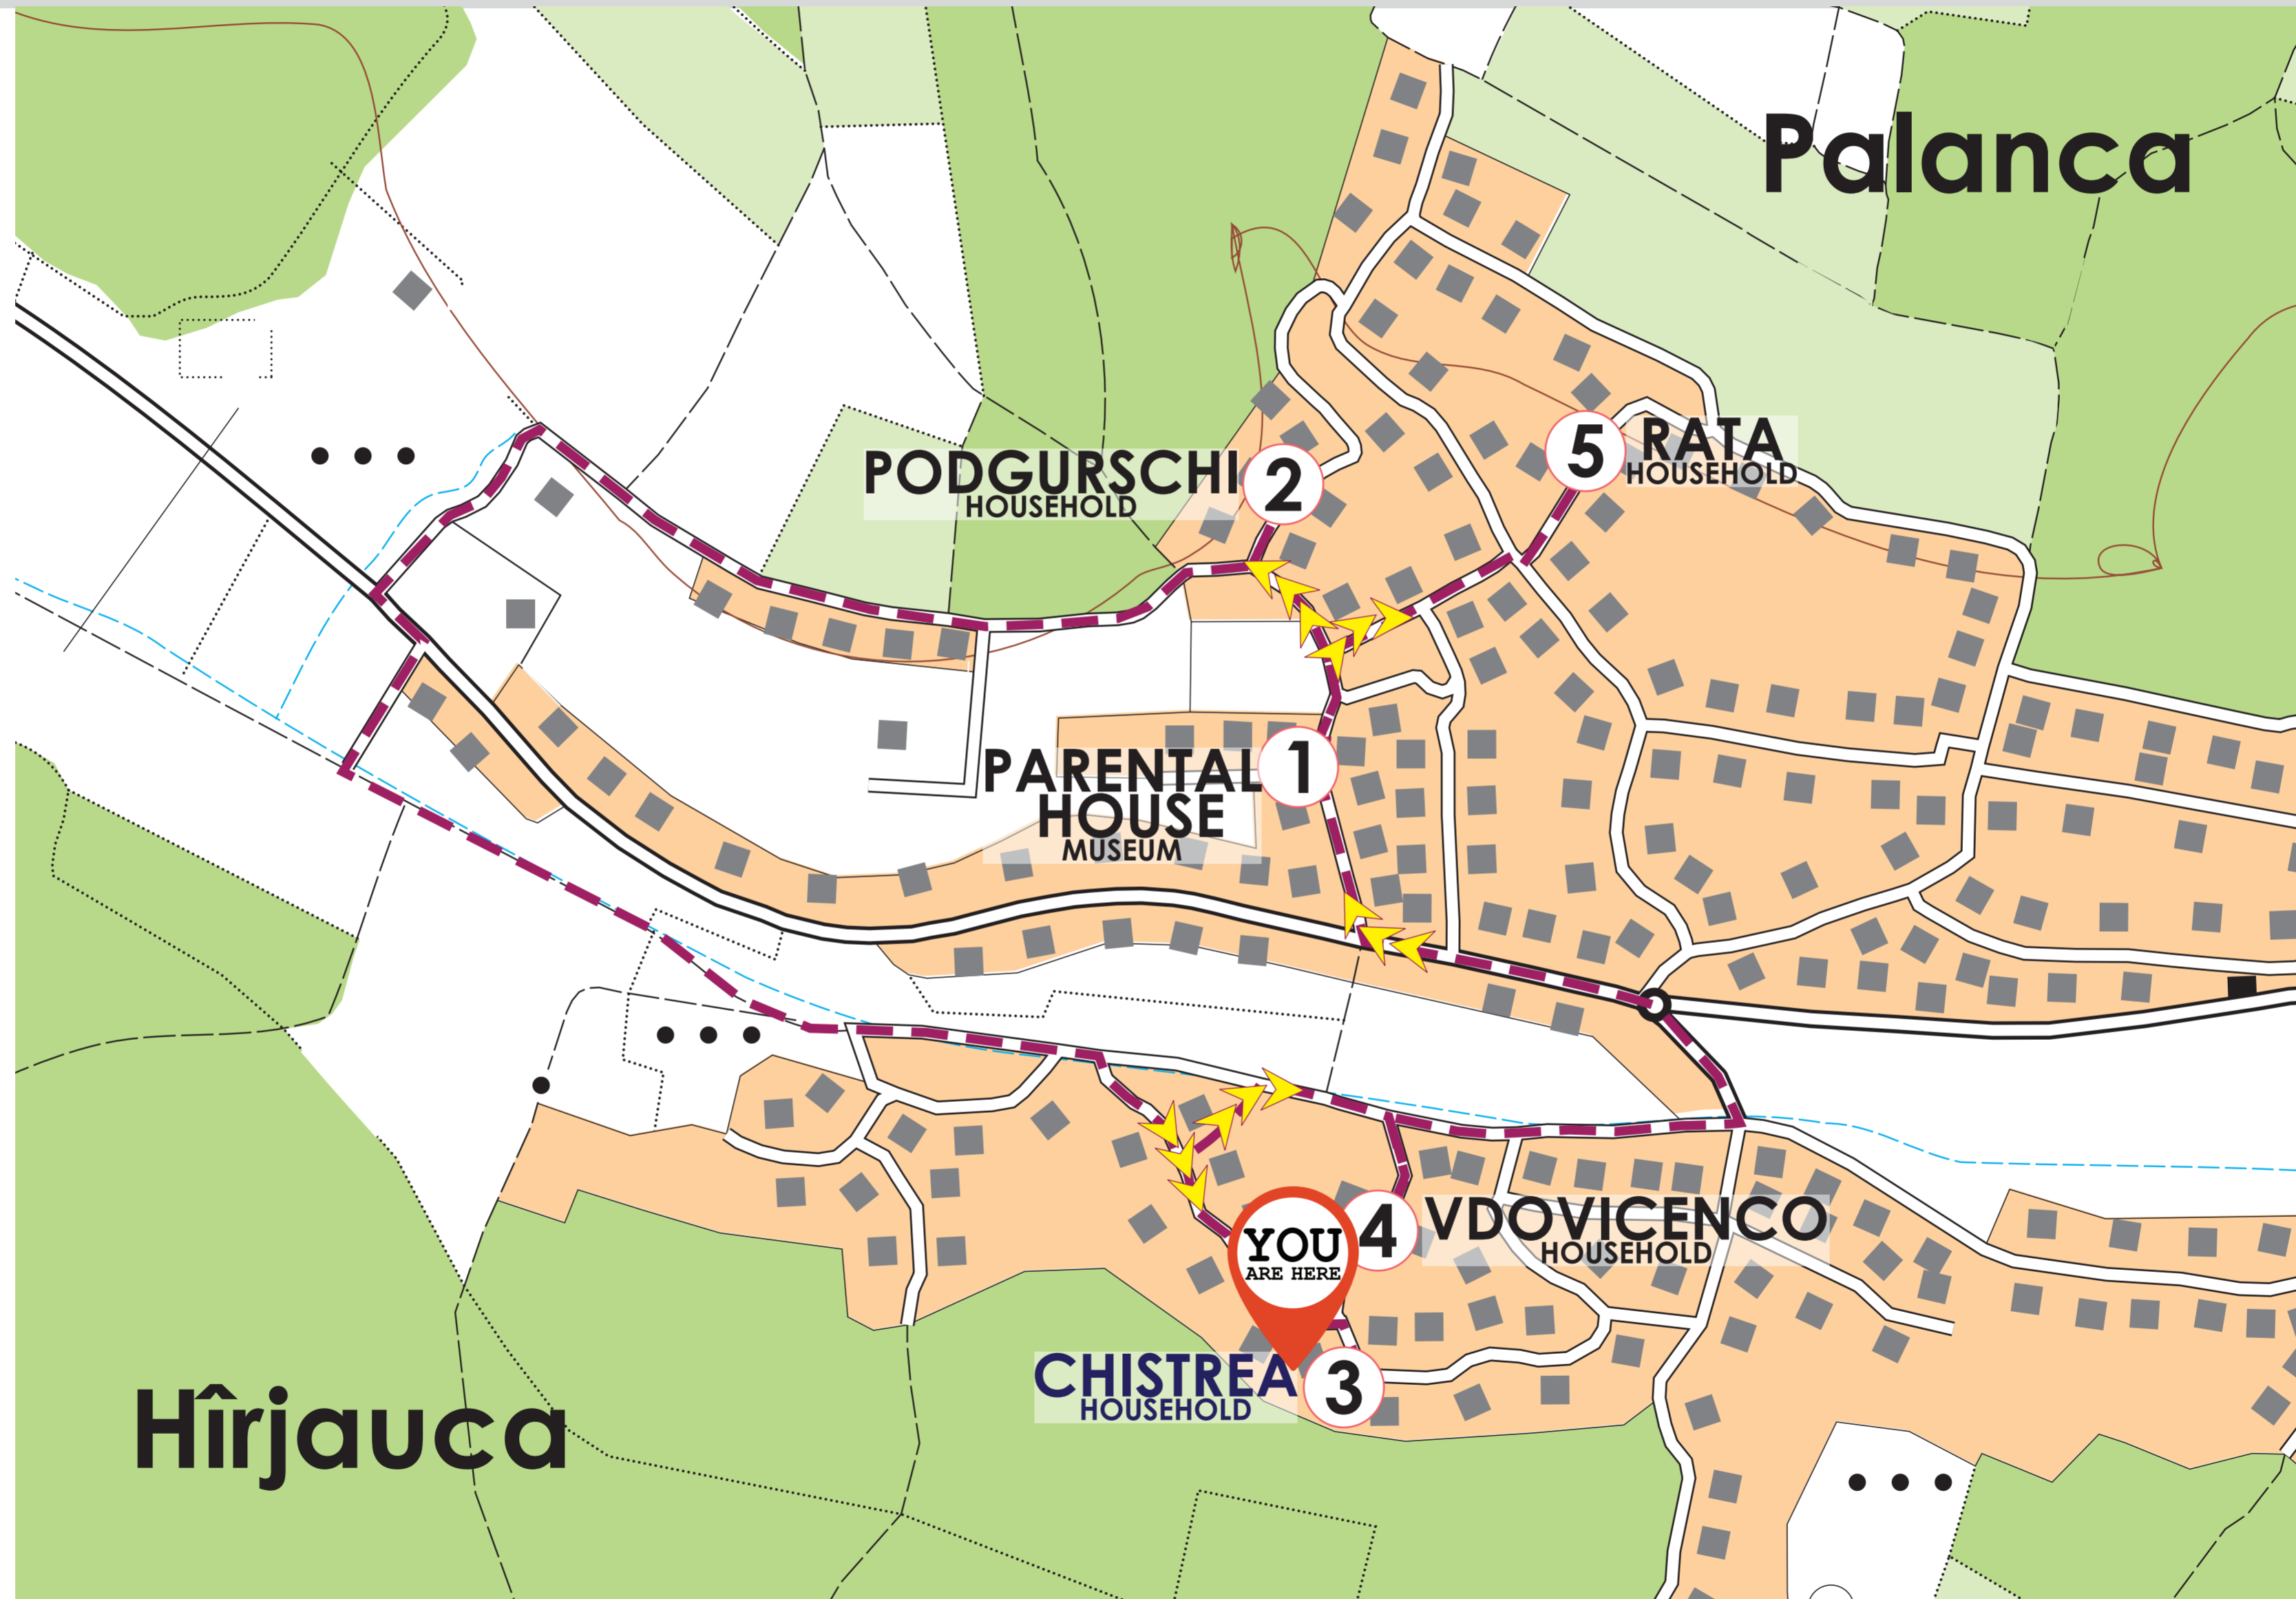 Palanca
5
RATA
HOUSEHOLD
PODGURSCHI
HOUSEHOLD
2
PARENTAL
HOUSE
MUSEUM
1
YOU
ARE HERE
4
VDOVICENCO
HOUSEHOLD
CHISTREA
HOUSEHOLD
3
Hîrjauca